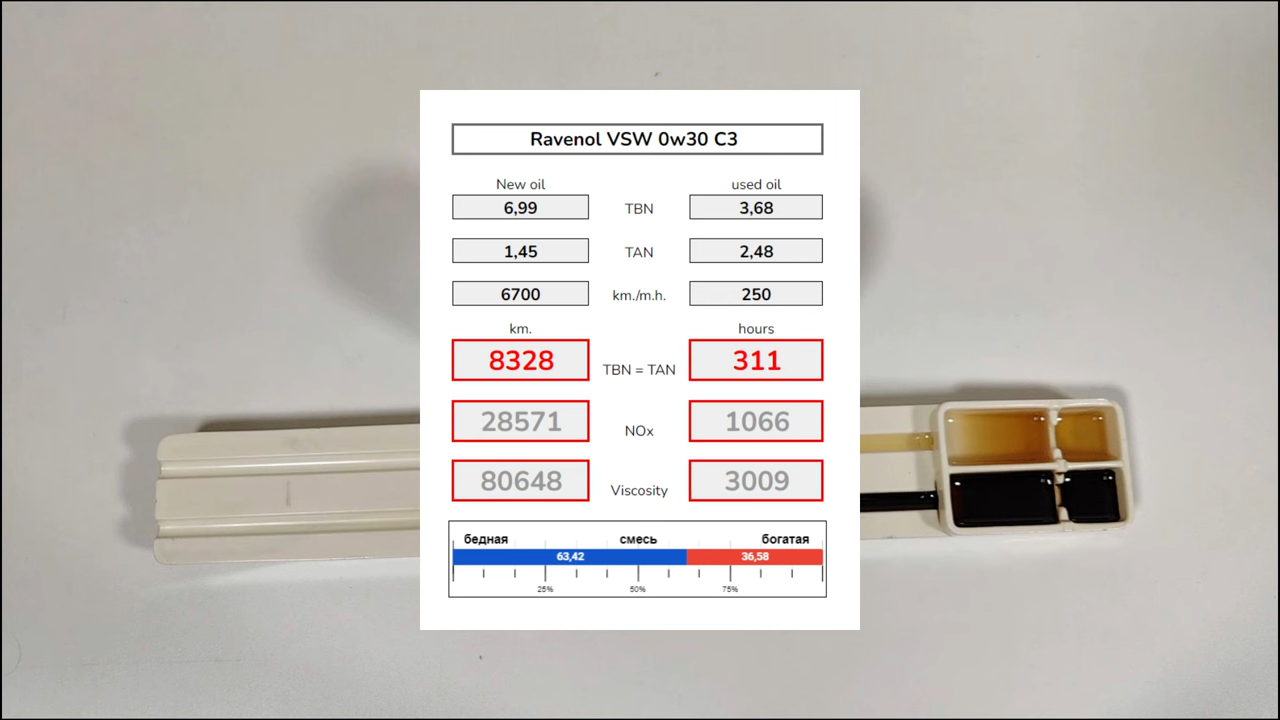 Ravenol VSW 0w30 C3
New oil used oil
6,99 TBN 3,68
1,45 TAN 2,48
6700 km./m.h. 250
km. hours
8328 TBN = TAN 311
28571 NOx 1066
80648 Viscosity 3009
бедная смесь богатая
63,42 36,58
25% 50% 75%